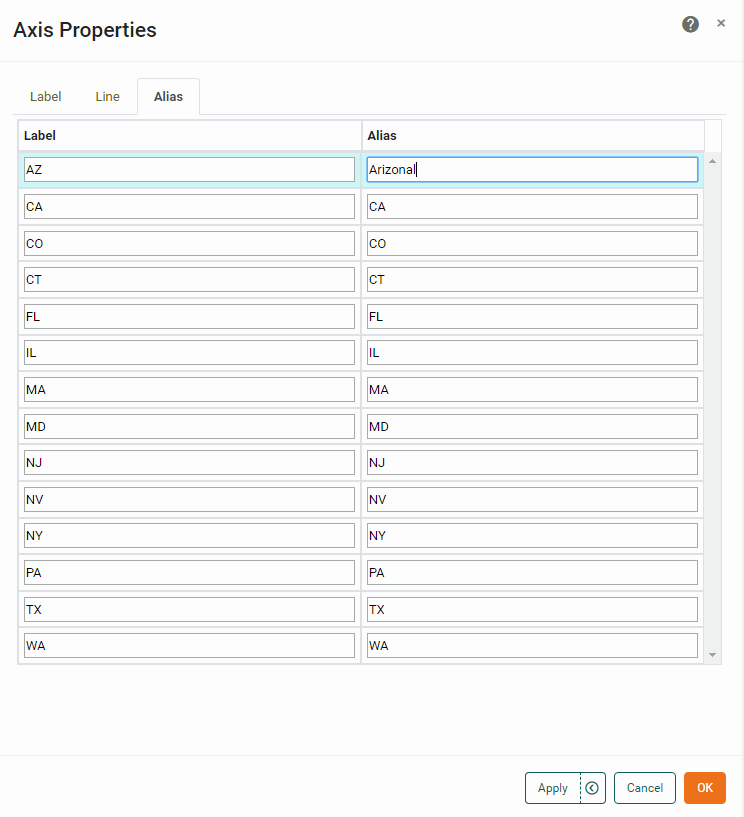 Axis Properties
Label Line Alias
Label Alias
AZ Arizona
CA CA
CO CO
CT CT
FL FL
IL IL
MA MA
MD MD
NJ NJ
NV NV
NY NY
PA PA
TX TX
WA WA
Apply Cancel OK